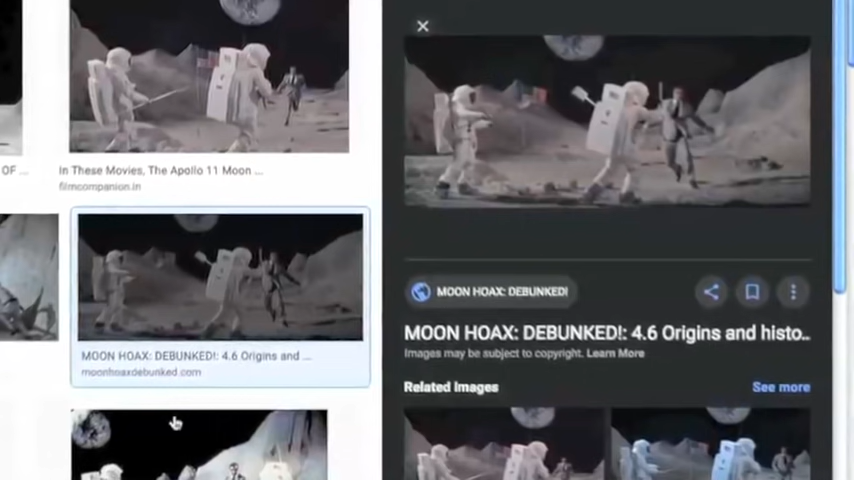 OF ...
In These Movies, The Apollo 11 Moon ...
filmcompanion.in
MOON HOAX: DEBUNKED!: 4.6 Origins and ...
moonhoaxdebunked.com
MOON HOAX: DEBUNKED!
MOON HOAX: DEBUNKED!: 4.6 Origins and histo..
Images may be subject to copyright. Learn More
Related Images
See more